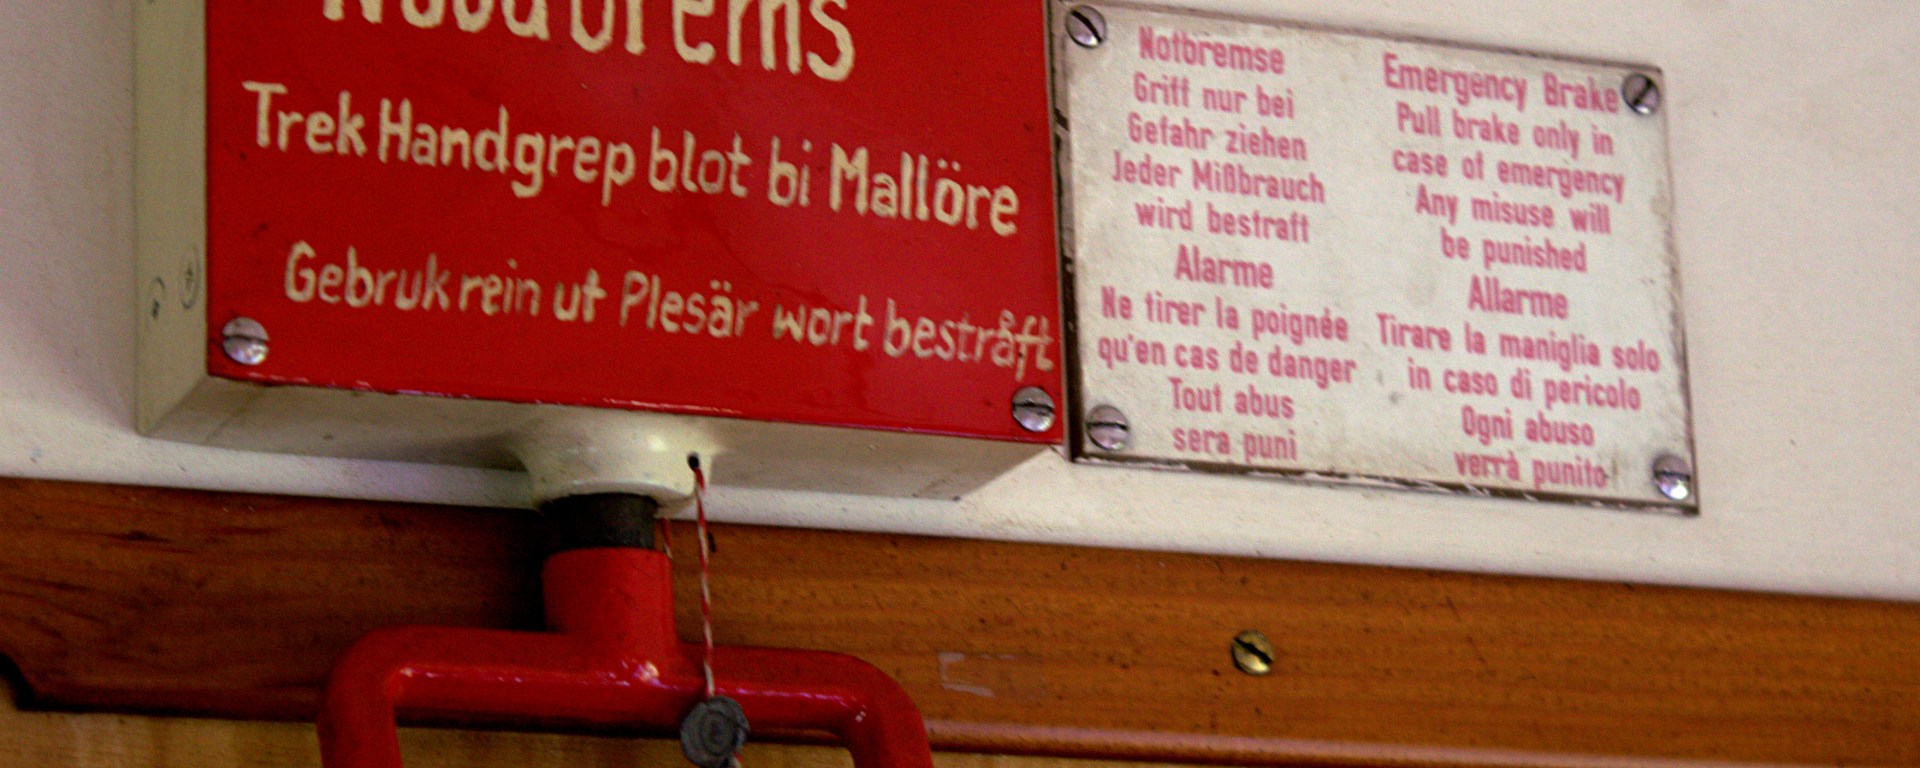 Noodbrems
Trek Handgrep blot bi Mallöre
Gebruk rein ut Plesär wort bestråft
Notbremse
Griff nur bei
Gefahr ziehen
Jeder Mißbrauch
wird bestraft
Alarme
Ne tirer la poignée
qu'en cas de danger
Tout abus
sera puni
Emergency Brake
Pull brake only in
case of emergency
Any misuse will
be punished
Allarme
Tirare la maniglia solo
in caso di pericolo
Ogni abuso
verrà punito